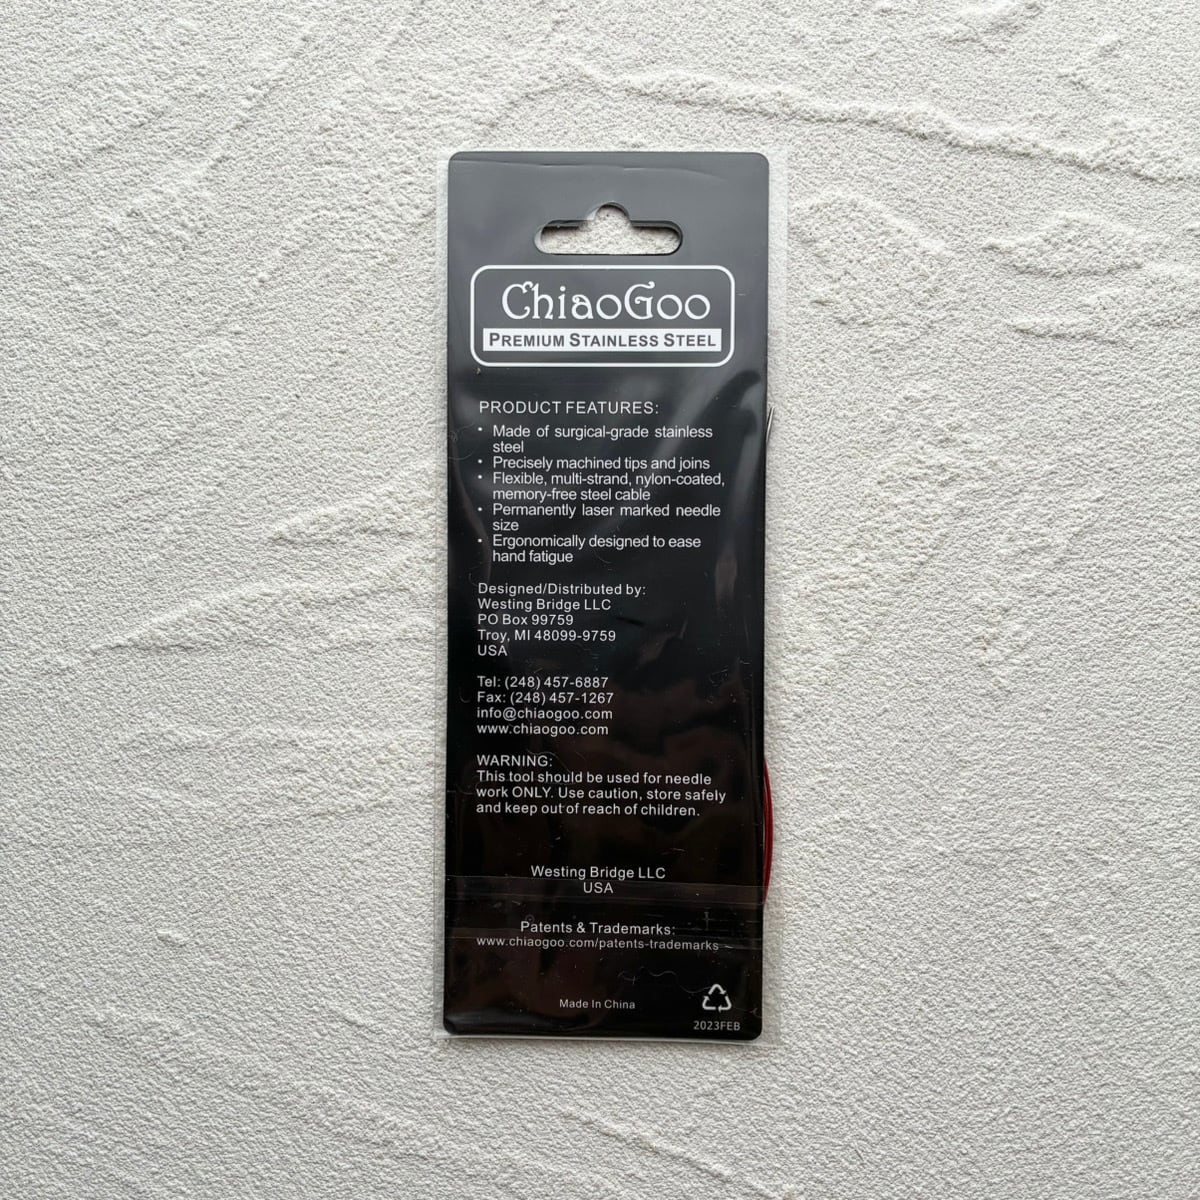 ChiaoGoo
PREMIUM STAINLESS STEEL
PRODUCT FEATURES:
• Made of surgical-grade stainless
steel
• Precisely machined tips and joins
• Flexible, multi-strand, nylon-coated,
memory-free steel cable
• Permanently laser marked needle
size
• Ergonomically designed to ease
hand fatigue
Designed/Distributed by:
Westing Bridge LLC
PO Box 99759
Troy, MI 48099-9759
USA
Tel: (248) 457-6887
Fax: (248) 457-1267
info@chiaogoo.com
www.chiaogoo.com
WARNING:
This tool should be used for needle
work ONLY. Use caution, store safely
and keep out of reach of children.
Westing Bridge LLC
USA
Patents & Trademarks:
www.chiaogoo.com/patents-trademarks
Made In China
2023FEB